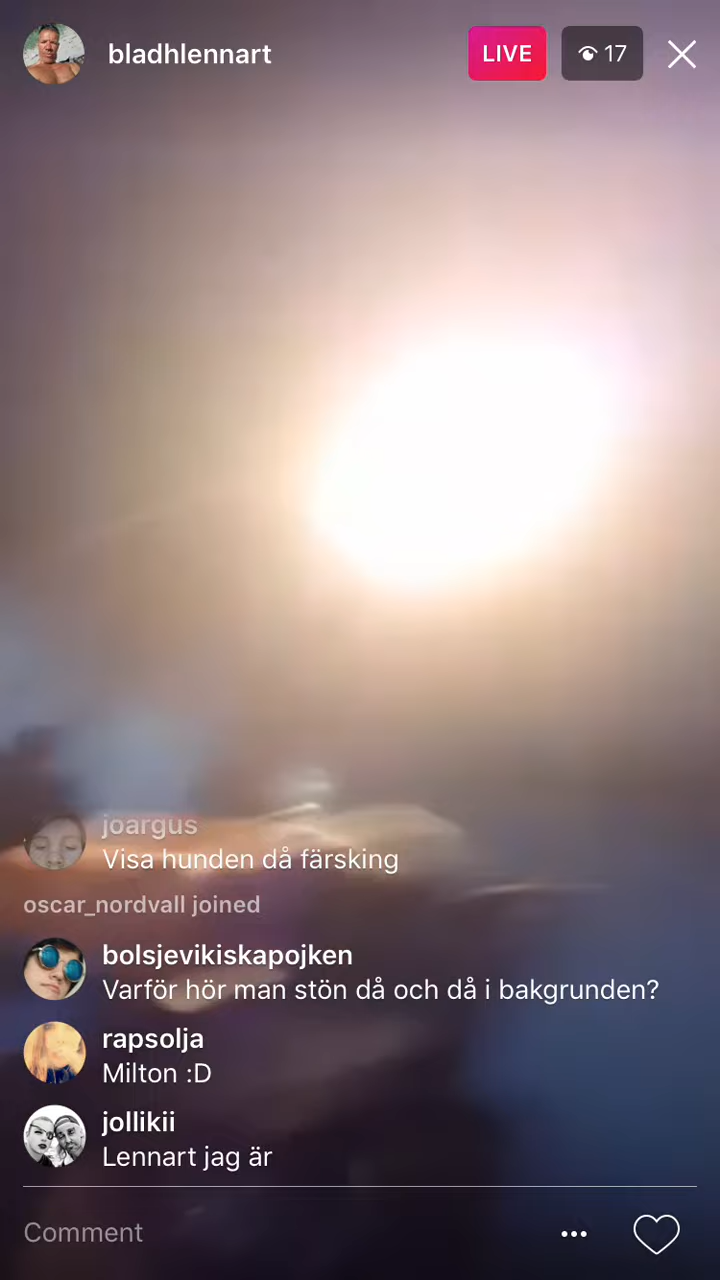 bladhlennart
LIVE
17
joargus
Visa hunden då färsking
oscar_nordvall joined
bolsjevikiskapojken
Varför hör man stön då och då i bakgrunden?
rapsolja
Milton :D
jollikii
Lennart jag är
Comment